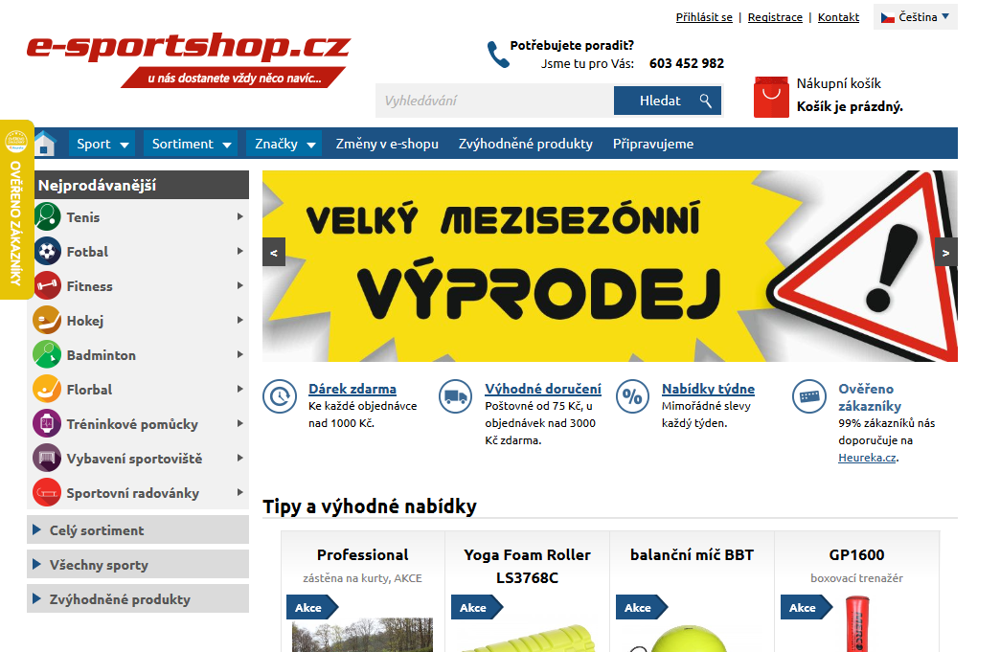 Přihlásit se | Registrace | Kontakt
Čeština
e-sportshop.cz
u nás dostanete vždy něco navíc...
Potřebujete poradit?
Jsme tu pro Vás: 603 452 982
Vyhledávání
Hledat
Nákupní košík
Košík je prázdný.
Sport
Sortiment
Značky
Změny v e-shopu
Zvýhodněné produkty
Připravujeme
OVĚŘENO ZÁKAZNÍKY
Nejprodávanější
Tenis
Fotbal
Fitness
Hokej
Badminton
Florbal
Tréninkové pomůcky
Vybavení sportoviště
Sportovní radovánky
Celý sortiment
Všechny sporty
Zvýhodněné produkty
VELKÝ MEZISEZÓNNÍ
VÝPRODEJ
<
>
Dárek zdarma
Ke každé objednávce
nad 1000 Kč.
Výhodné doručení
Poštovné od 75 Kč, u
objednávek nad 3000
Kč zdarma.
%
Nabídky týdne
Mimořádné slevy
každý týden.
Ověřeno
zákazníky
99% zákazníků nás
doporučuje na
Heureka.cz.
Tipy a výhodné nabídky
Professional
zástěna na kurty, AKCE
Akce
Yoga Foam Roller
LS3768C
Akce
balanční míč BBT
Akce
GP1600
boxovací trenažér
Akce